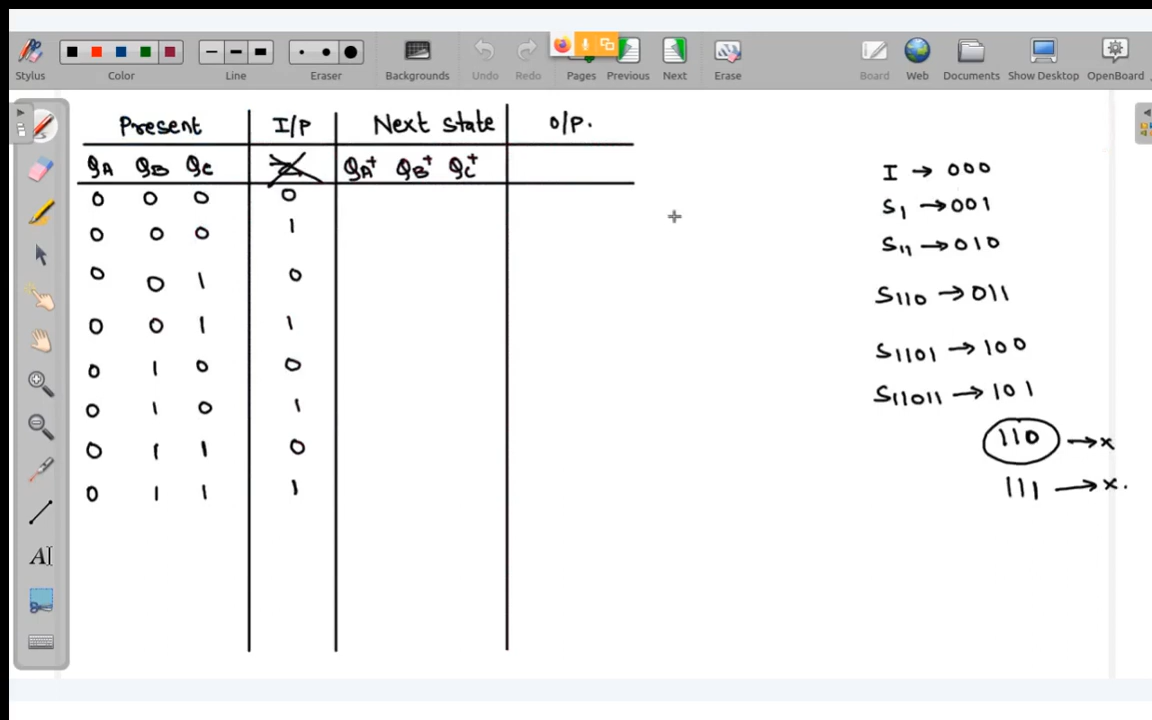 Stylus Color Line Eraser Backgrounds Undo Redo Pages Previous Next Erase Board Web Documents Show Desktop OpenBoard
Present I/P Next state O/P.
QA QB QC QA+ QB+ QC+
0 0 0 0
0 0 0 1
0 0 1 0
0 0 1 1
0 1 0 0
0 1 0 1
0 1 1 0
0 1 1 1
I → 000
S1 → 001
S11 → 010
S110 → 011
S1101 → 100
S11011 → 101
110 → x
111 → x.
AI